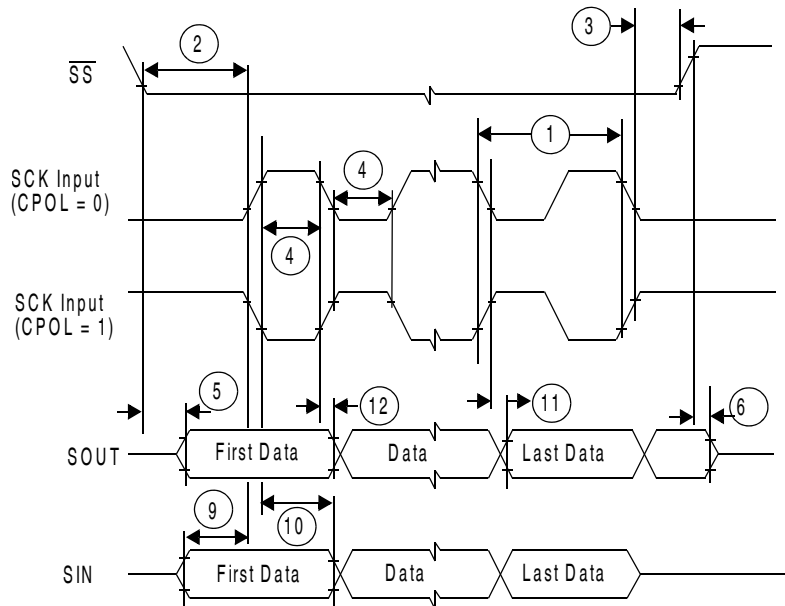 2
3
SS
1
SCK Input
(CPOL = 0)
4
4
SCK Input
(CPOL = 1)
5
12
11
6
SOUT
First Data
Data
Last Data
9
10
SIN
First Data
Data
Last Data